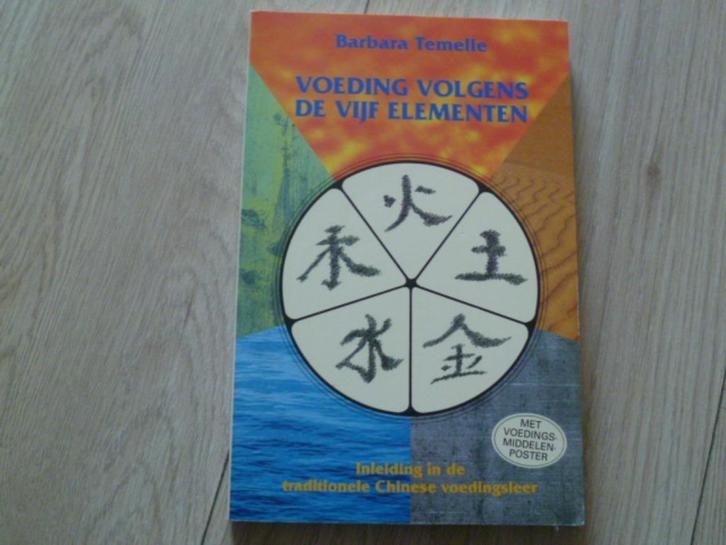 Barbara Temelie
VOEDING VOLGENS
DE VIJF ELEMENTEN
火
木
土
水
金
MET
VOEDINGS-
MIDDELEN-
POSTER
Inleiding in de
traditionele Chinese voedingsleer